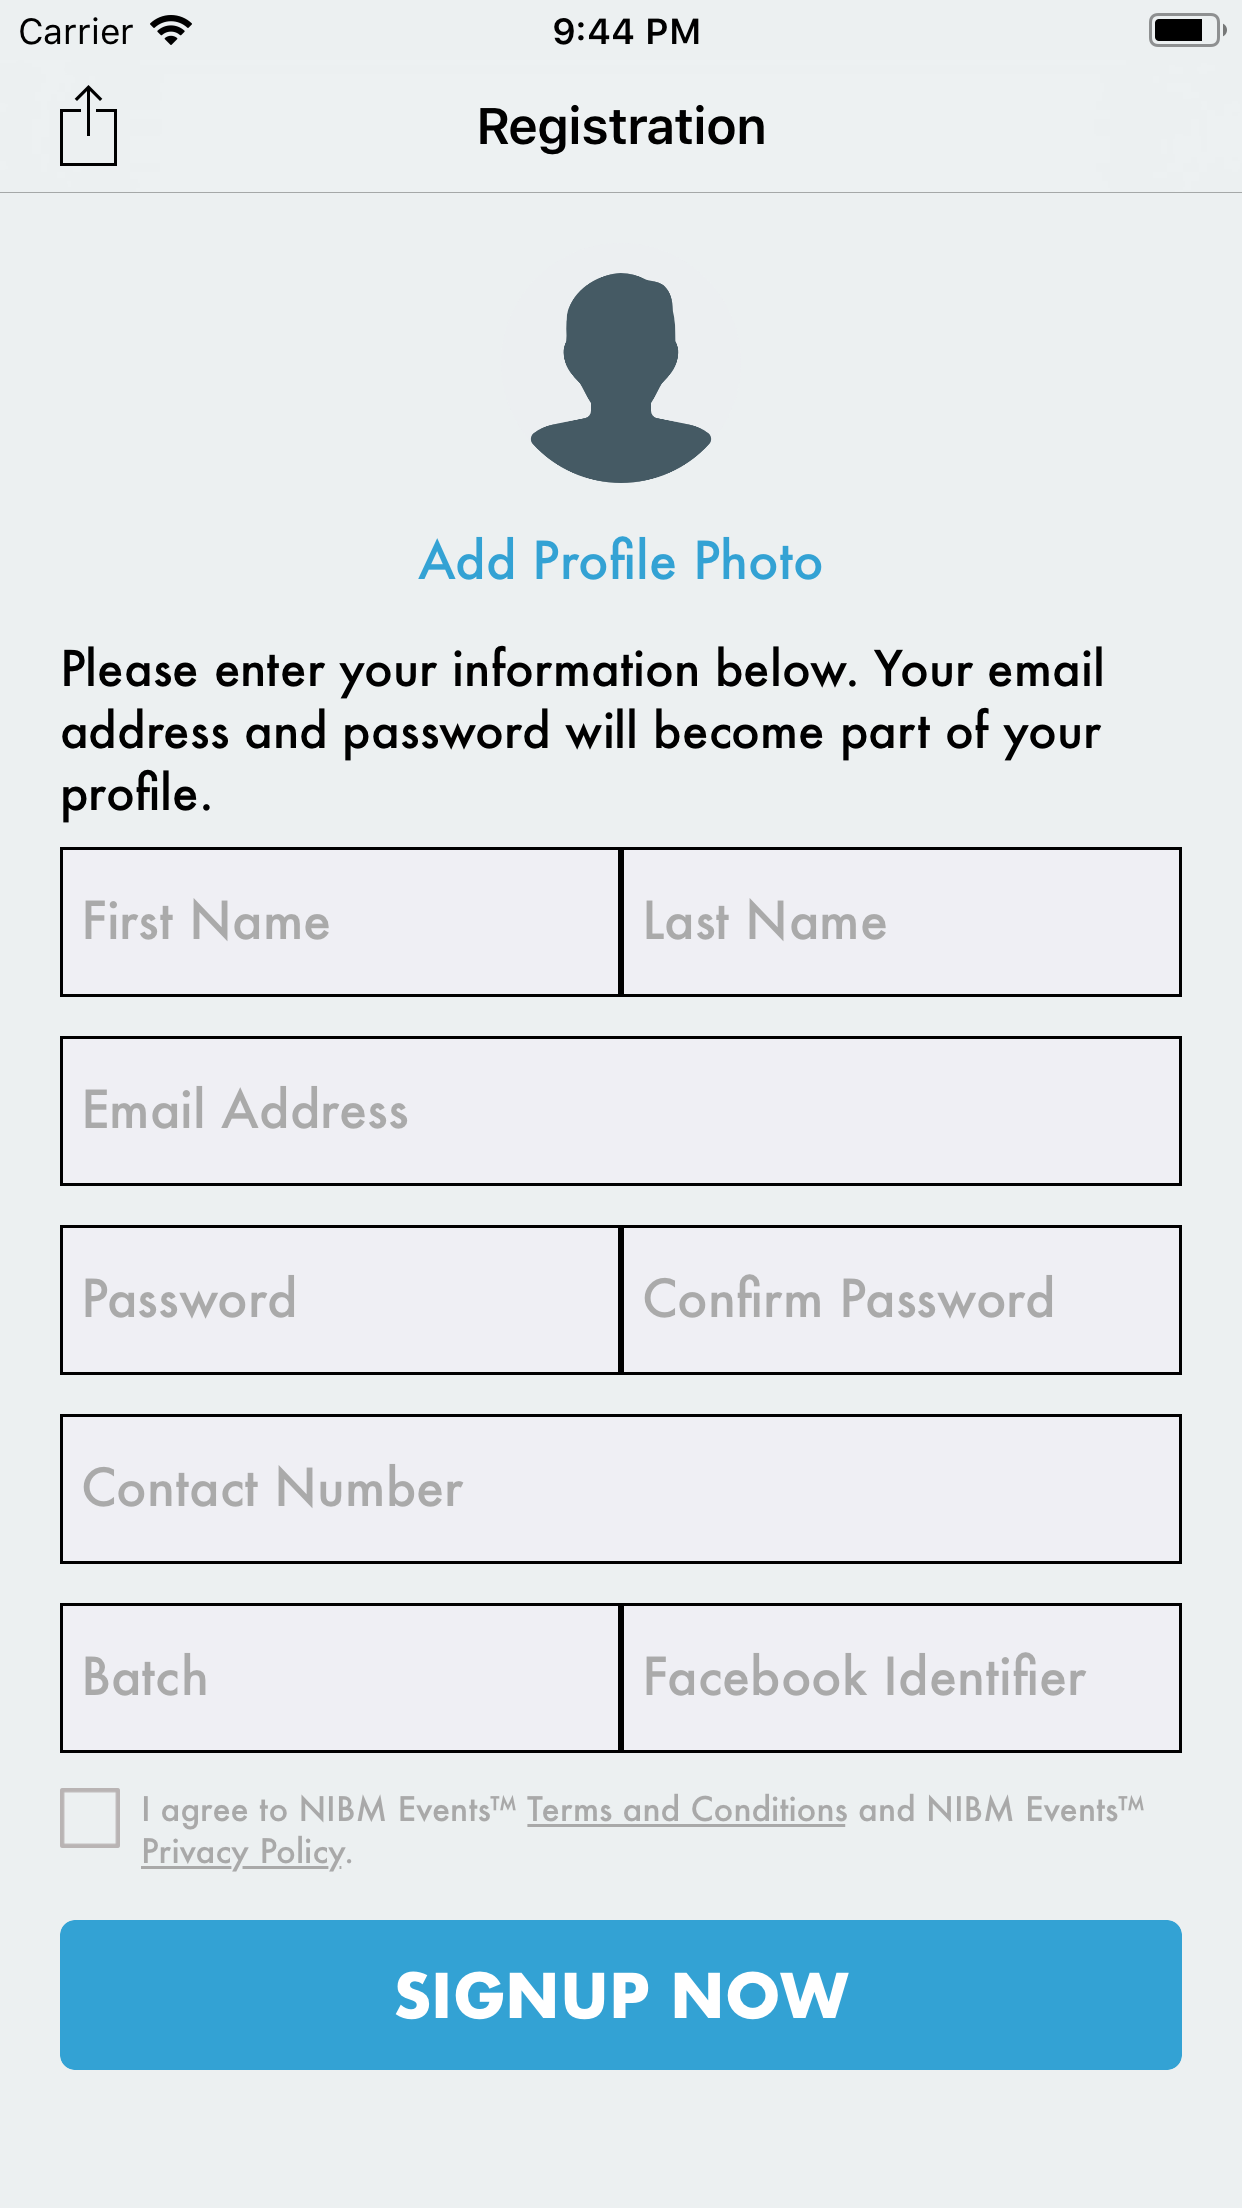 Carrier 9:44 PM
Registration
Add Profile Photo
Please enter your information below. Your email
address and password will become part of your
profile.
First Name Last Name
Email Address
Password Confirm Password
Contact Number
Batch Facebook Identifier
I agree to NIBM Events™ Terms and Conditions and NIBM Events™
Privacy Policy.
SIGNUP NOW